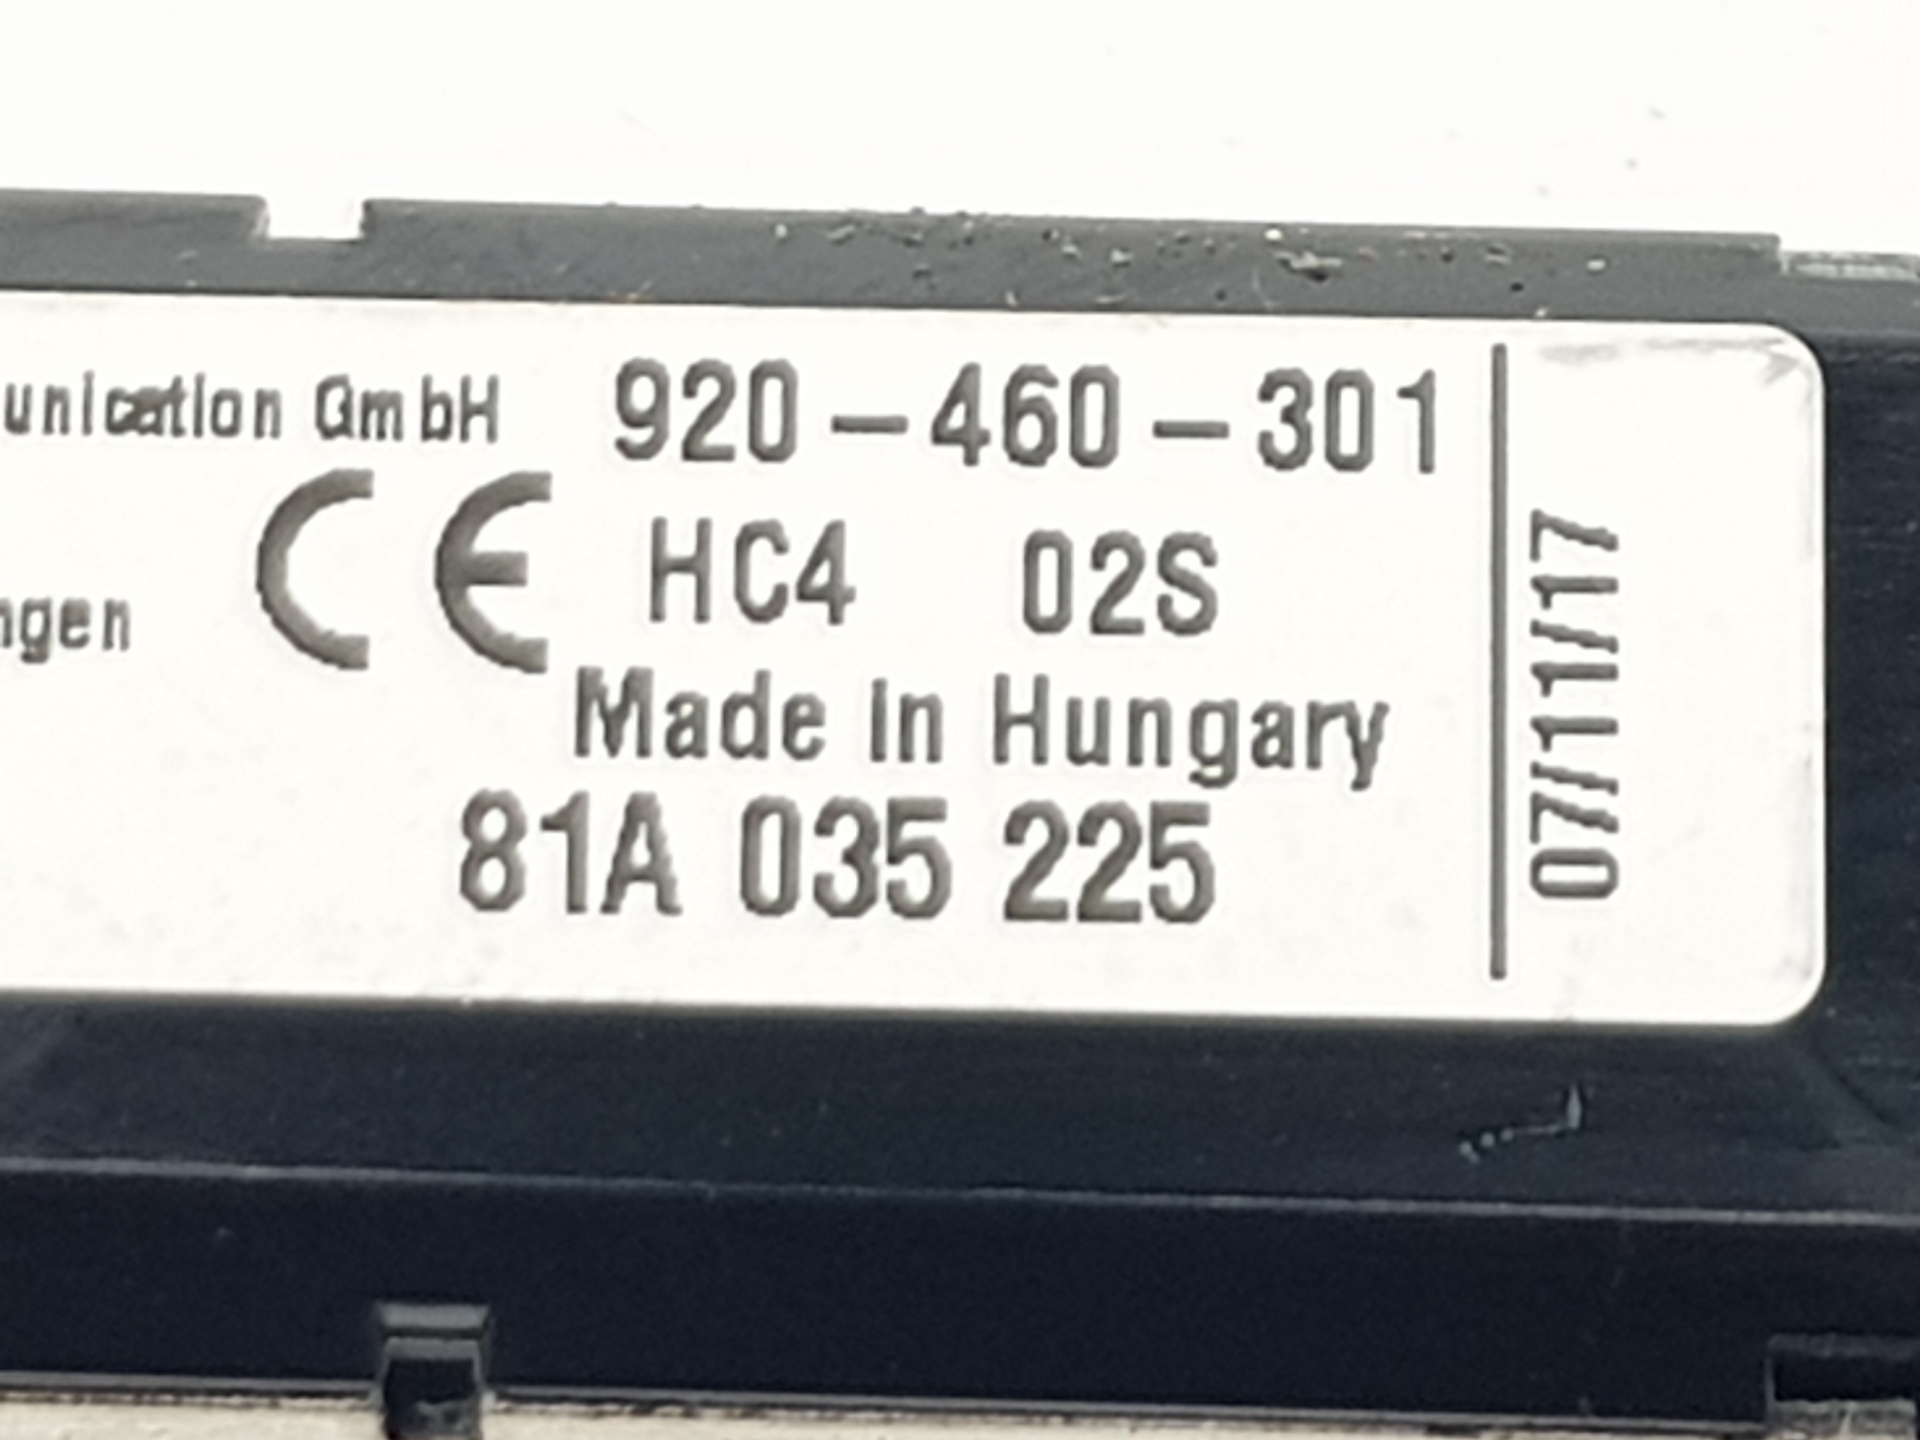 unication GmbH 920-460-301
CE HC4 02S
ngen
Made in Hungary
81A 035 225
07/11/17